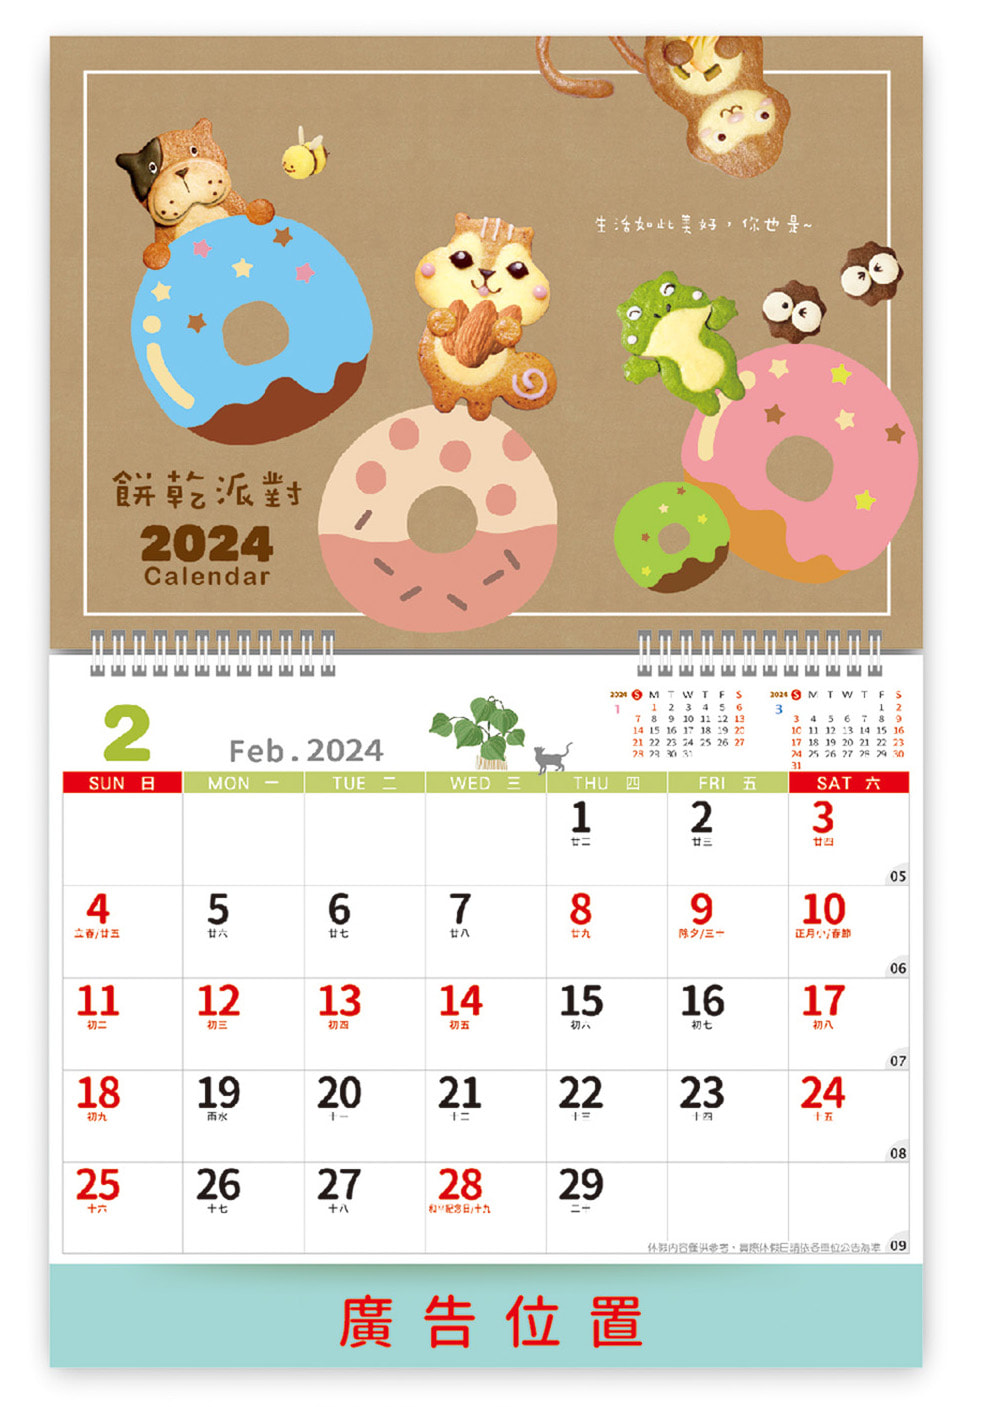 生活如此美好，你也是~
餅乾派對
2024
Calendar
2
Feb. 2024
2024 S M T W T F S
1
1 2 3 4 5 6
7 8 9 10 11 12 13
14 15 16 17 18 19 20
21 22 23 24 25 26 27
28 29 30 31
2024 S M T W T F S
3
1 2
3 4 5 6 7 8 9
10 11 12 13 14 15 16
17 18 19 20 21 22 23
24 25 26 27 28 29 30
31
SUN 日 MON 一 TUE 二 WED 三 THU 四 FRI 五 SAT 六
1 2 3
廿二 廿三 廿四
05
4 5 6 7 8 9 10
立春/廿五 廿六 廿七 廿八 廿九 除夕/三十 正月小/春節
06
11 12 13 14 15 16 17
初二 初三 初四 初五 初六 初七 初八
07
18 19 20 21 22 23 24
初九 雨水 十一 十二 十三 十四 十五
08
25 26 27 28 29
十六 十七 十八 和平紀念日/十九 二十
休假內容僅供參考，實際休假日請依各單位公告為準 09
廣告位置